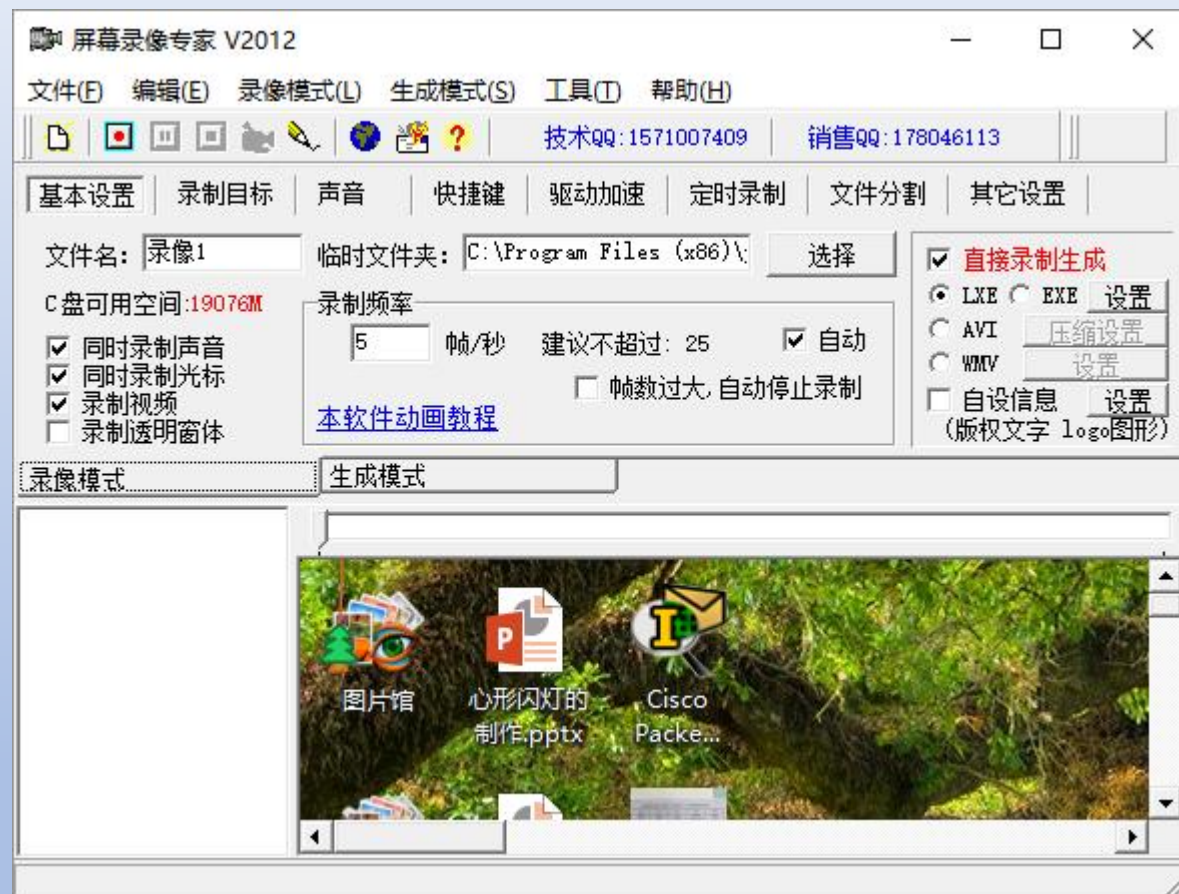 屏幕录像专家 V2012
文件(F) 编辑(E) 录像模式(L) 生成模式(S) 工具(T) 帮助(H)
技术QQ:1571007409 销售QQ:178046113
基本设置 录制目标 声音 快捷键 驱动加速 定时录制 文件分割 其它设置
文件名: 录像1 临时文件夹: C:\Program Files (x86)\ 选择
直接录制生成
C盘可用空间:19076M
录制频率
LXE EXE 设置
5 帧/秒 建议不超过: 25 自动
AVI 压缩设置
同时录制声音
同时录制光标
帧数过大,自动停止录制
WMV 设置
录制视频
自设信息 设置
本软件动画教程
录制透明窗体
(版权文字 logo图形)
录像模式 生成模式
图片馆
心形闪灯的
制作.pptx
Cisco
Packe...